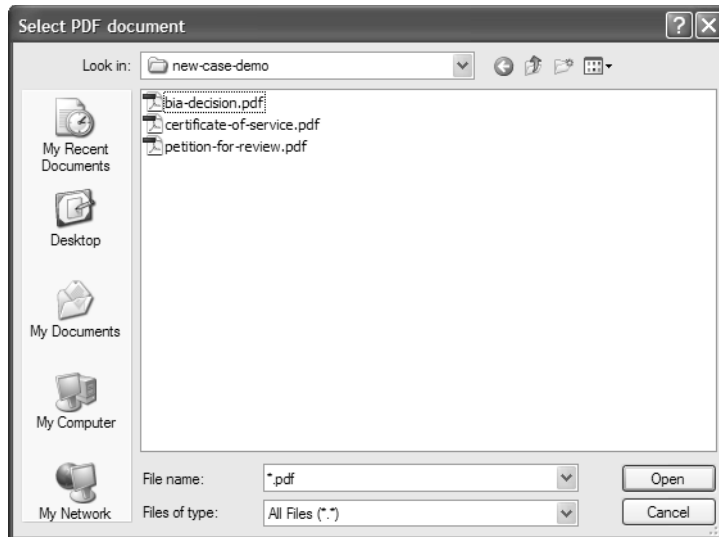 Select PDF document
Look in: new-case-demo
bia-decision.pdf
certificate-of-service.pdf
petition-for-review.pdf
My Recent
Documents
Desktop
My Documents
My Computer
My Network
File name: *.pdf Open
Files of type: All Files (*.*) Cancel